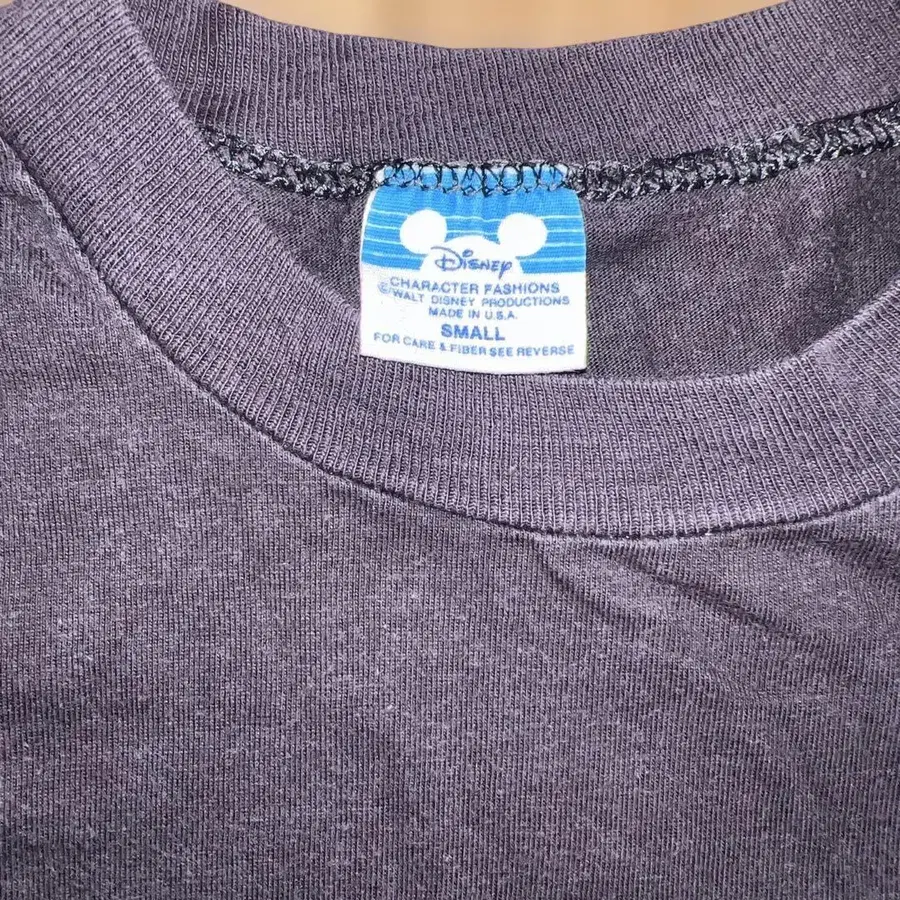 Disney
CHARACTER FASHIONS
© WALT DISNEY PRODUCTIONS
MADE IN U.S.A.
SMALL
FOR CARE & FIBER SEE REVERSE